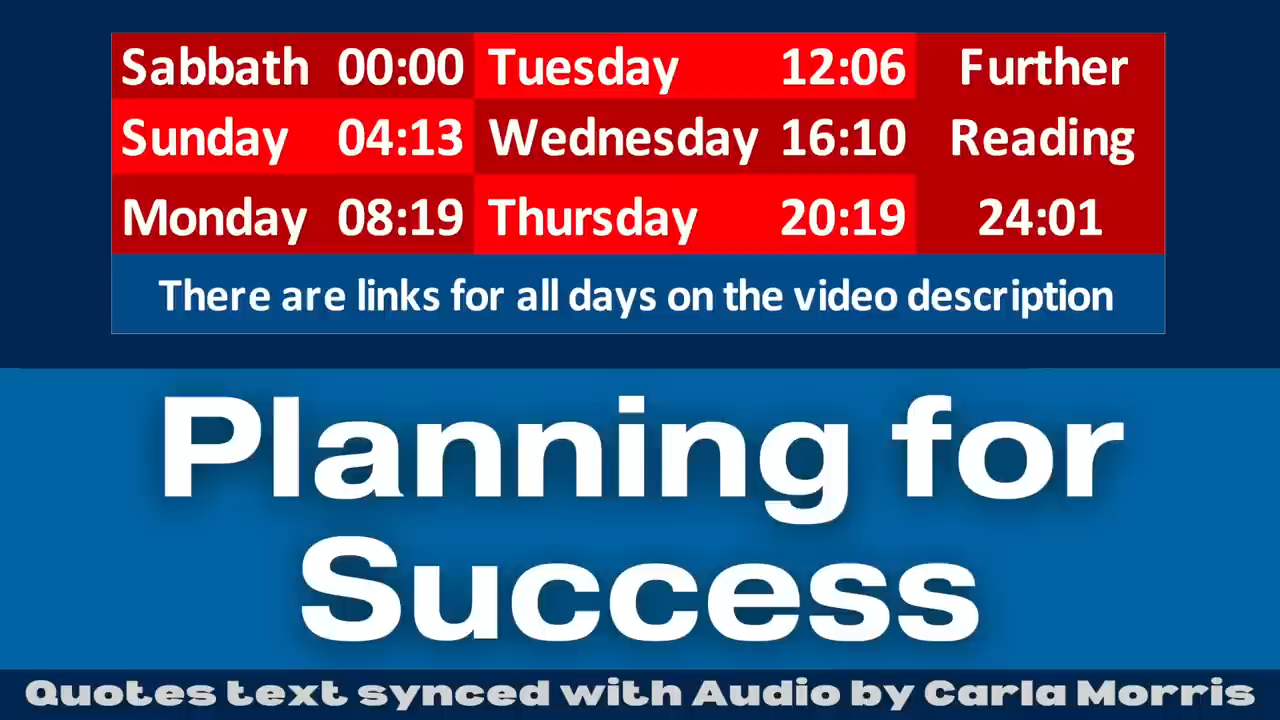 Sabbath 00:00 Tuesday 12:06 Further
Sunday 04:13 Wednesday 16:10 Reading
Monday 08:19 Thursday 20:19 24:01
There are links for all days on the video description
Planning for
Success
Quotes text synced with Audio by Carla Morris